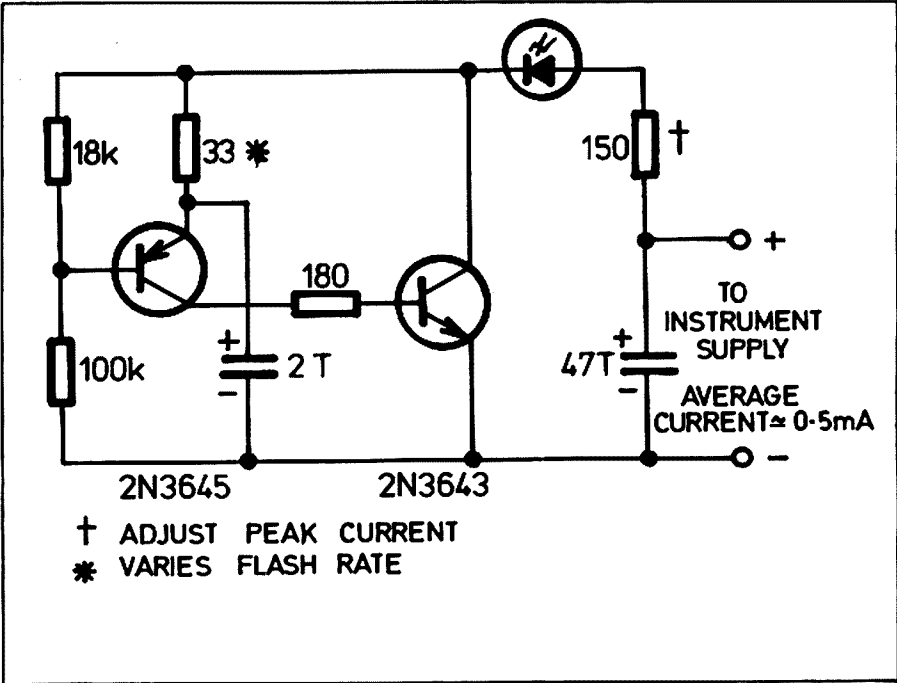 18k
33 *
150 †
+
180
TO
INSTRUMENT
SUPPLY
100k
+
2 T
-
+
47T
-
AVERAGE
CURRENT≃ 0·5mA
-
2N3645
2N3643
† ADJUST PEAK CURRENT
* VARIES FLASH RATE